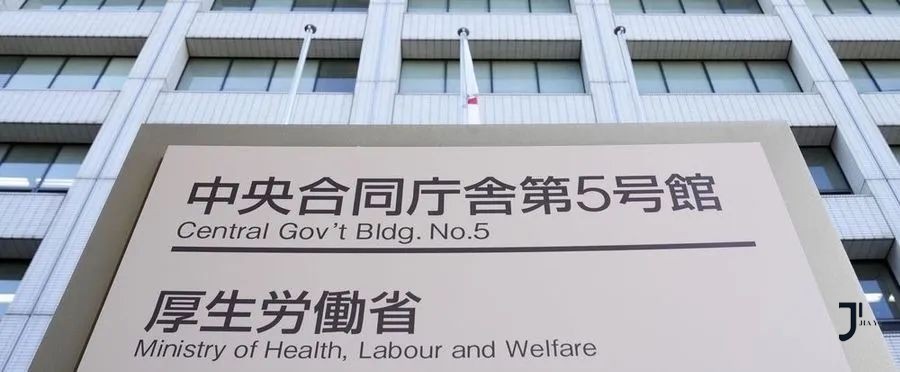 中央合同庁舎第5号館
Central Gov't Bldg. No.5
厚生労働省
Ministry of Health, Labour and Welfare